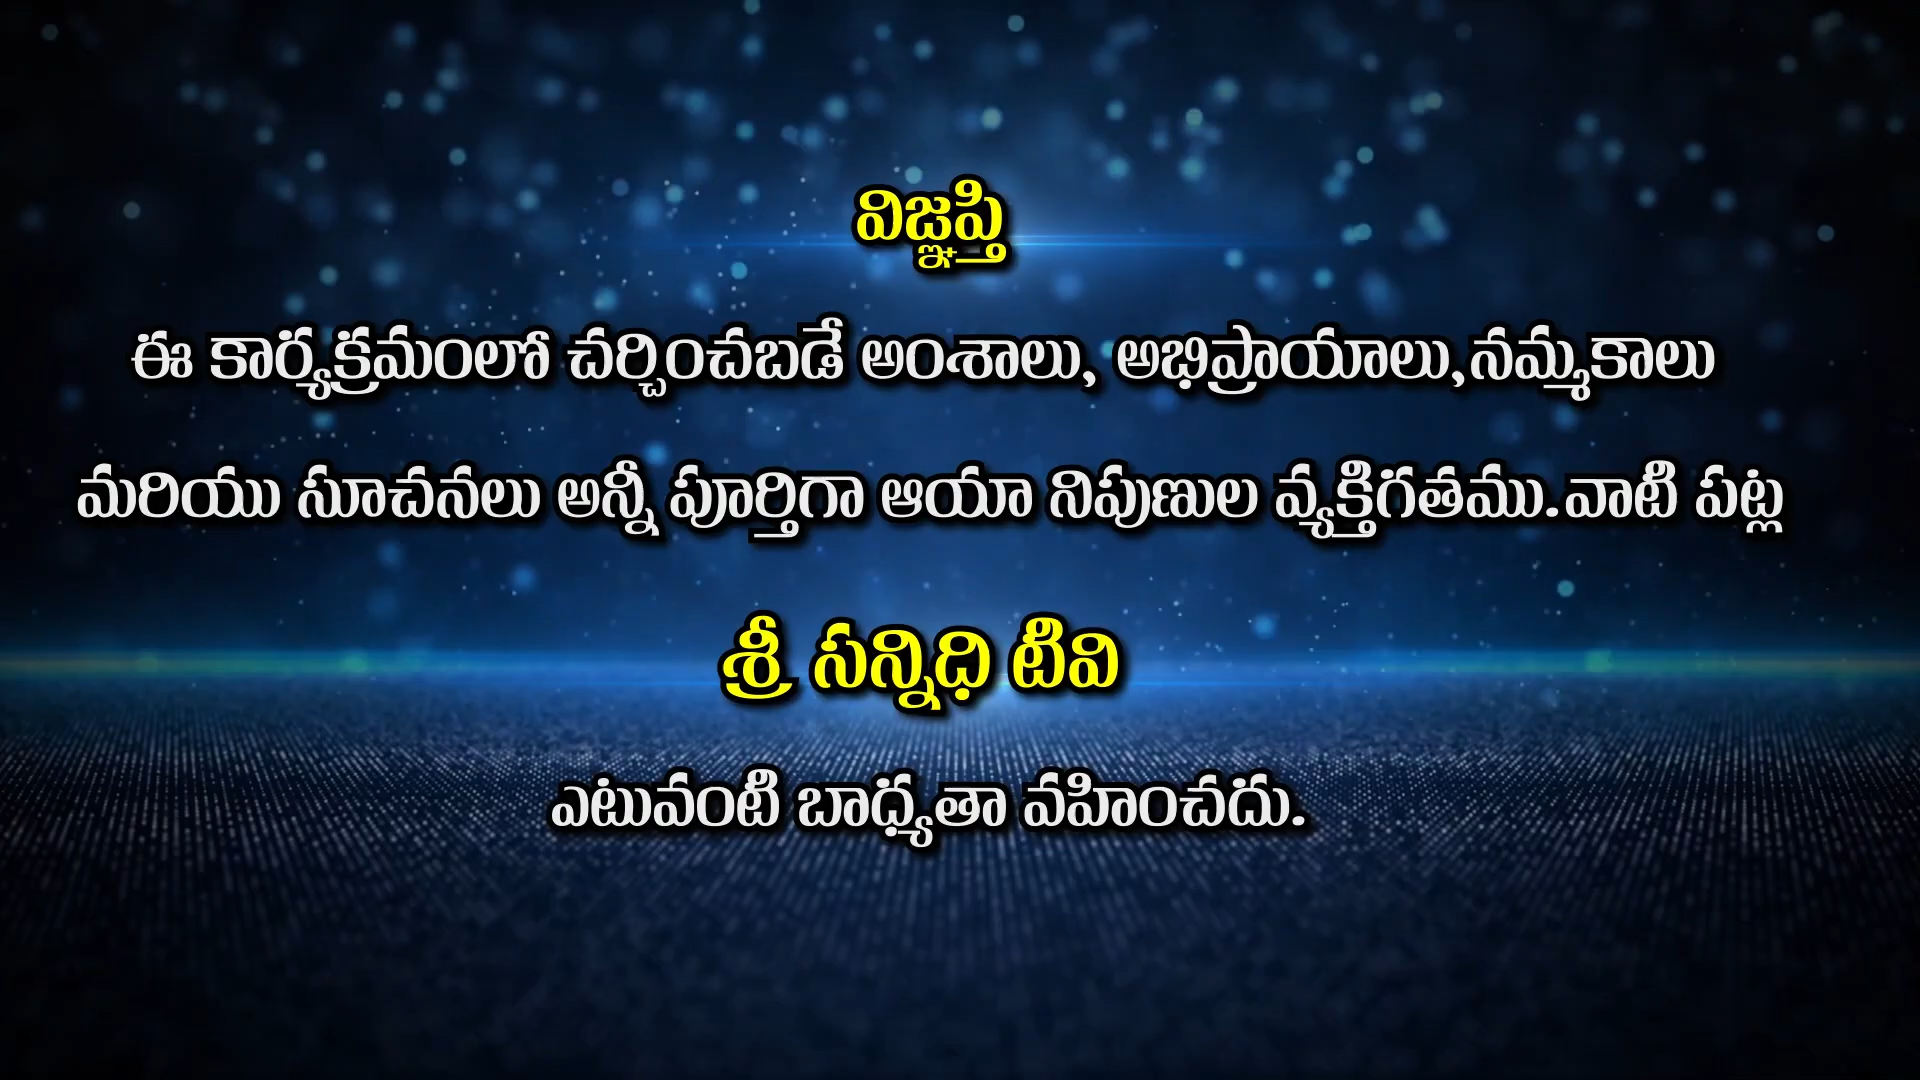 విజ్ఞప్తి
ఈ కార్యక్రమంలో చర్చించబడే అంశాలు, అభిప్రాయాలు,నమ్మకాలు
మరియు సూచనలు అన్నీ పూర్తిగా ఆయా నిపుణుల వ్యక్తిగతము.వాటి పట్ల
శ్రీ సన్నిధి టీవి
ఎటువంటి బాధ్యతా వహించదు.